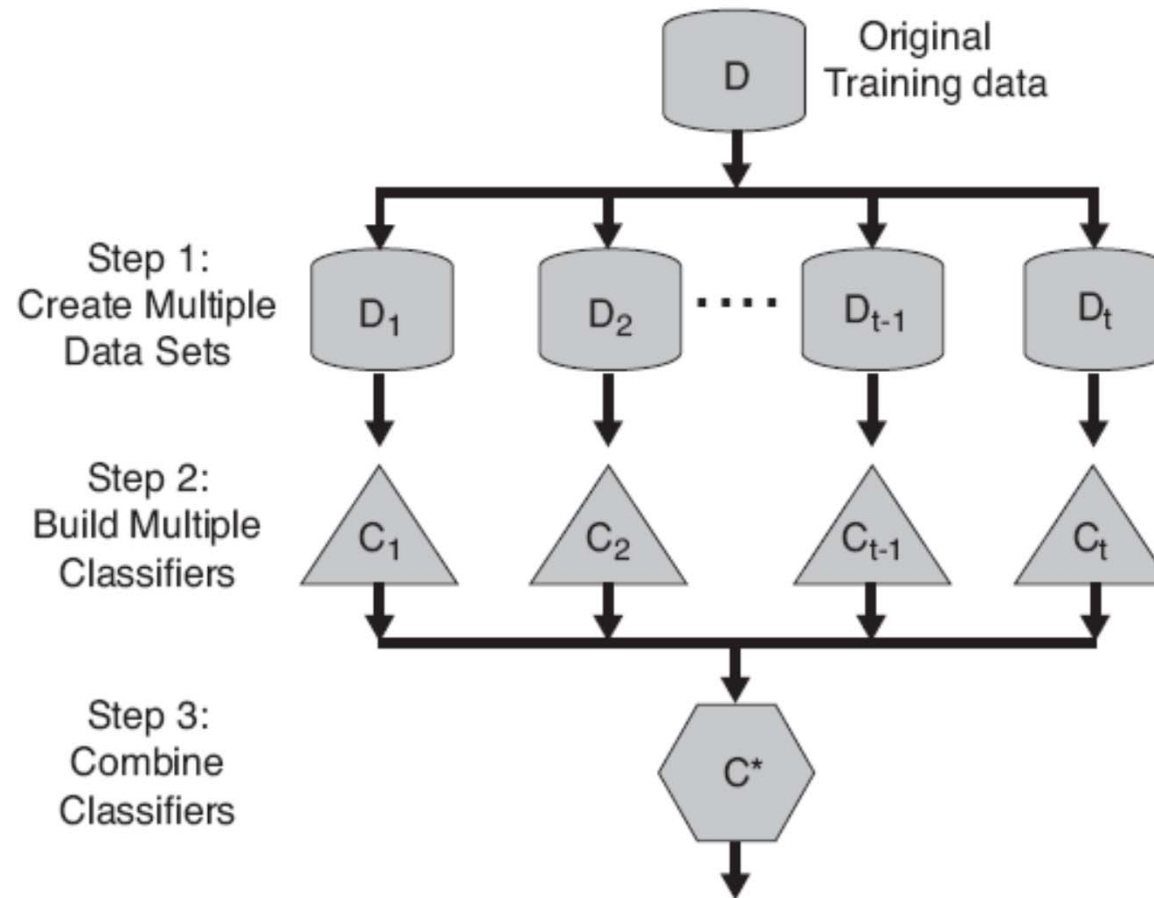 Original
Training data
D
Step 1:
Create Multiple
Data Sets
D₁
D₂
....
Dₜ₋₁
Dₜ
Step 2:
Build Multiple
Classifiers
C₁
C₂
Cₜ₋₁
Cₜ
Step 3:
Combine
Classifiers
C*